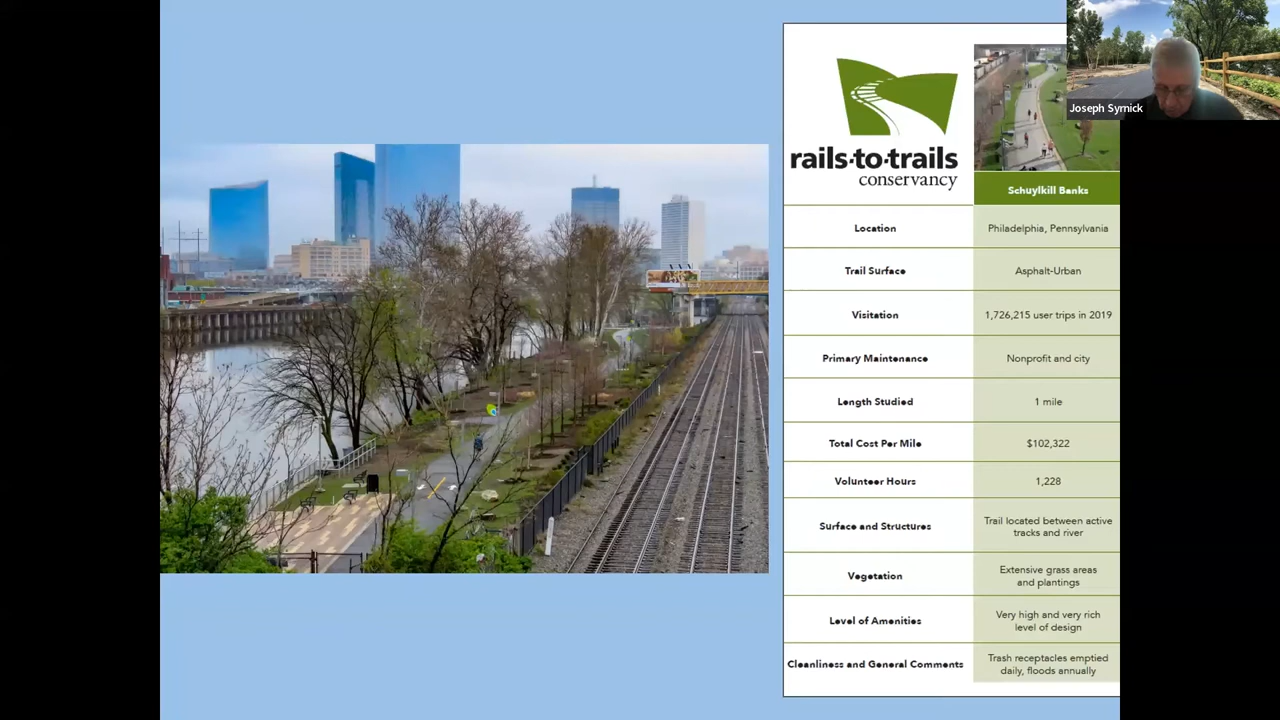 Joseph Syrnick
rails·to·trails
conservancy
Schuylkill Banks
Location
Philadelphia, Pennsylvania
Trail Surface
Asphalt-Urban
Visitation
1,726,215 user trips in 2019
Primary Maintenance
Nonprofit and city
Length Studied
1 mile
Total Cost Per Mile
$102,322
Volunteer Hours
1,228
Surface and Structures
Trail located between active
tracks and river
Vegetation
Extensive grass areas
and plantings
Level of Amenities
Very high and very rich
level of design
Cleanliness and General Comments
Trash receptacles emptied
daily, floods annually